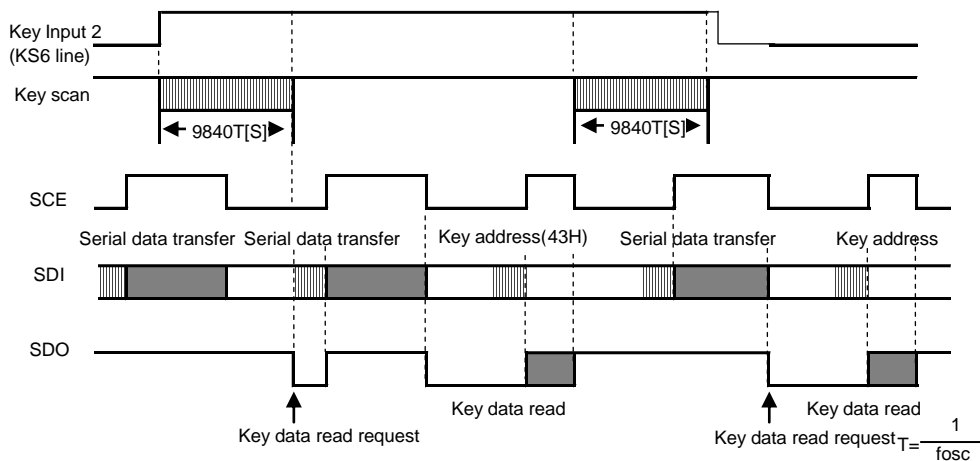 Key Input 2
(KS6 line)
Key scan
9840T[S]
9840T[S]
SCE
Serial data transfer
Serial data transfer
Key address(43H)
Serial data transfer
Key address
SDI
SDO
Key data read
Key data read
Key data read request
Key data read request
T=1/fosc